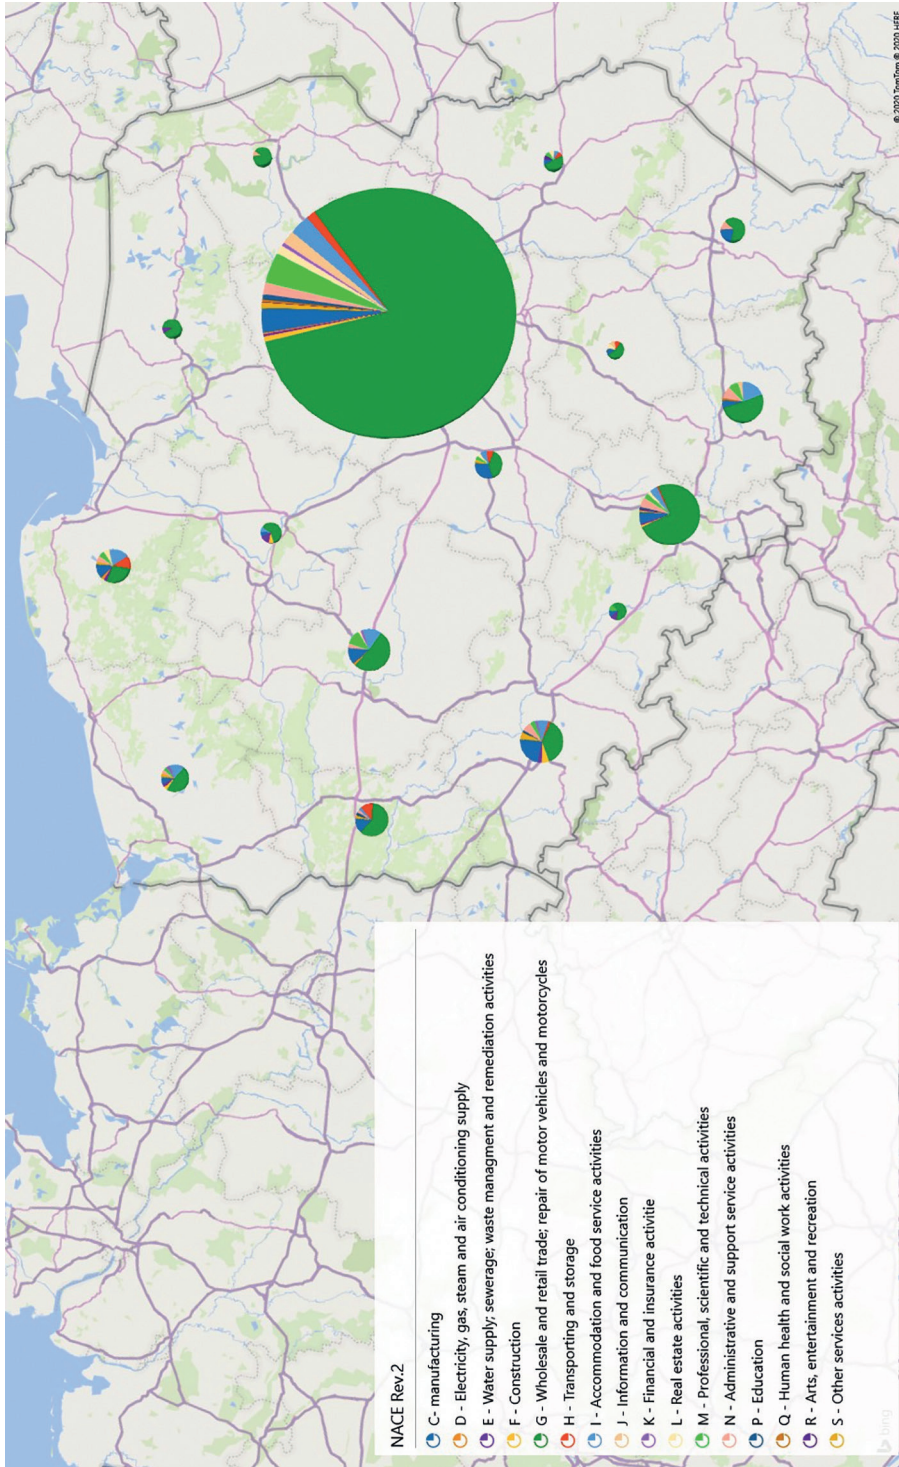 © 2020 TomTom © 2020 HERE
NACE Rev.2
C- manufacturing
D - Electricity, gas, steam and air conditioning supply
E - Water supply; sewerage; waste managment and remediation activities
F - Construction
G - Wholesale and retail trade; repair of motor vehicles and motorcycles
H - Transporting and storage
I - Accommodation and food service activities
J - Information and communication
K - Financial and insurance activitie
L - Real estate activities
M - Professional, scientific and technical activities
N - Administrative and support service activities
P - Education
Q - Human health and social work activities
R - Arts, entertainment and recreation
S - Other services activities
bing